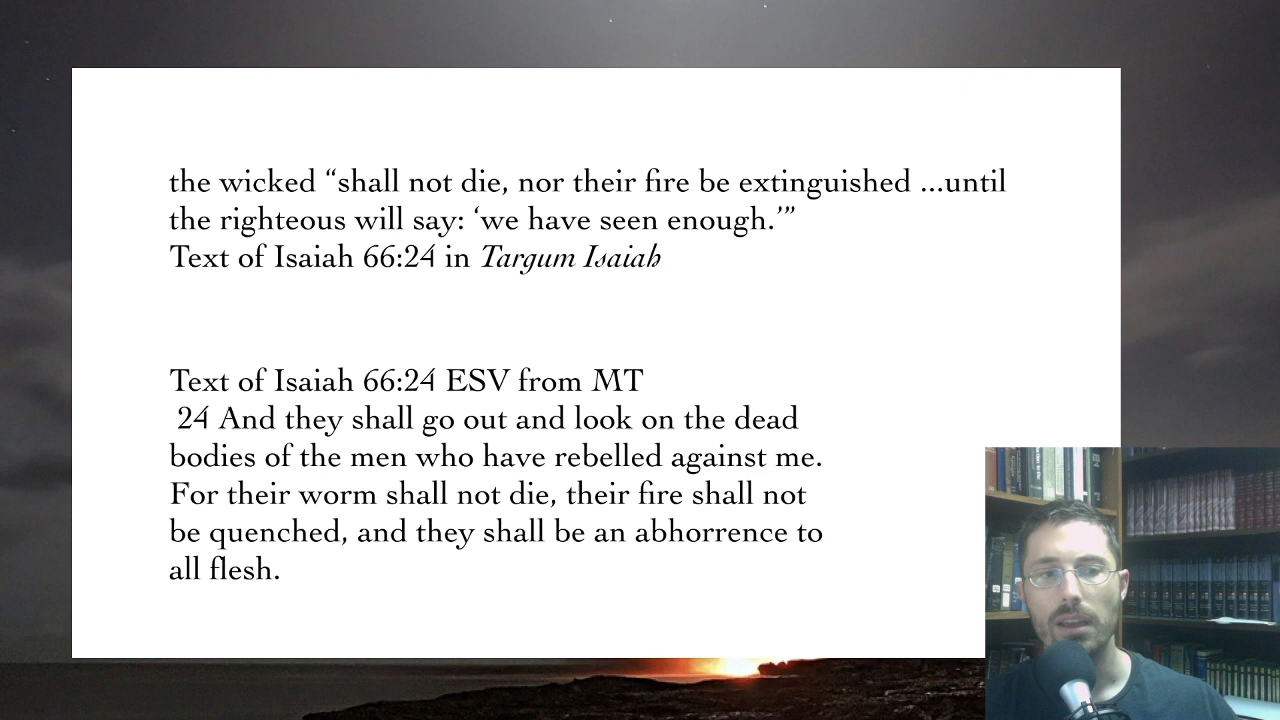 the wicked “shall not die, nor their fire be extinguished ...until
the righteous will say: ‘we have seen enough.’”
Text of Isaiah 66:24 in Targum Isaiah
Text of Isaiah 66:24 ESV from MT
24 And they shall go out and look on the dead
bodies of the men who have rebelled against me.
For their worm shall not die, their fire shall not
be quenched, and they shall be an abhorrence to
all flesh.